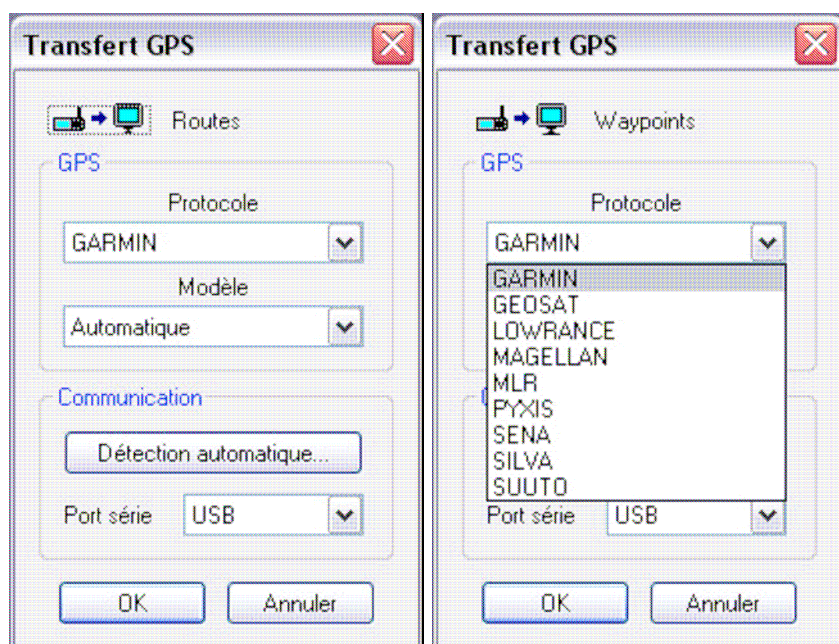 Transfert GPS
Routes
GPS
Protocole
GARMIN
Modèle
Automatique
Communication
Détection automatique...
Port série
USB
OK
Annuler
Transfert GPS
Waypoints
GPS
Protocole
GARMIN
GARMIN
GEOSAT
LOWRANCE
MAGELLAN
MLR
PYXIS
SENA
SILVA
SUUTO
Port série
USB
OK
Annuler